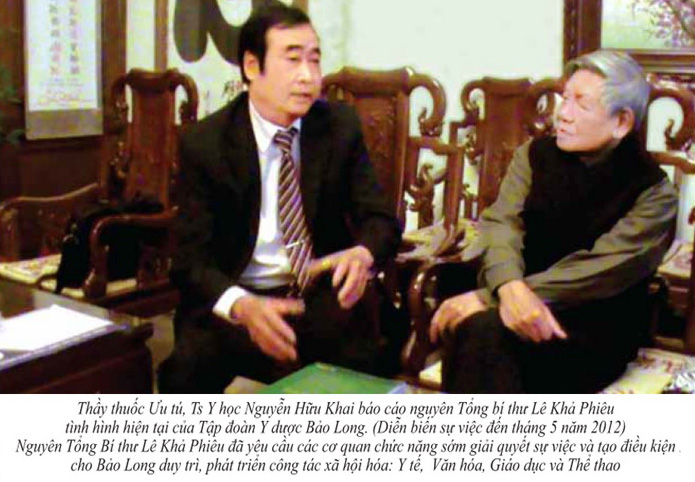 Thầy thuốc Ưu tú, Ts Y học Nguyễn Hữu Khai báo cáo nguyên Tổng bí thư Lê Khả Phiêu
tình hình hiện tại của Tập đoàn Y dược Bảo Long. (Diễn biến sự việc đến tháng 5 năm 2012)
Nguyên Tổng Bí thư Lê Khả Phiêu đã yêu cầu các cơ quan chức năng sớm giải quyết sự việc và tạo điều kiện
cho Bảo Long duy trì, phát triển công tác xã hội hóa: Y tế, Văn hóa, Giáo dục và Thể thao